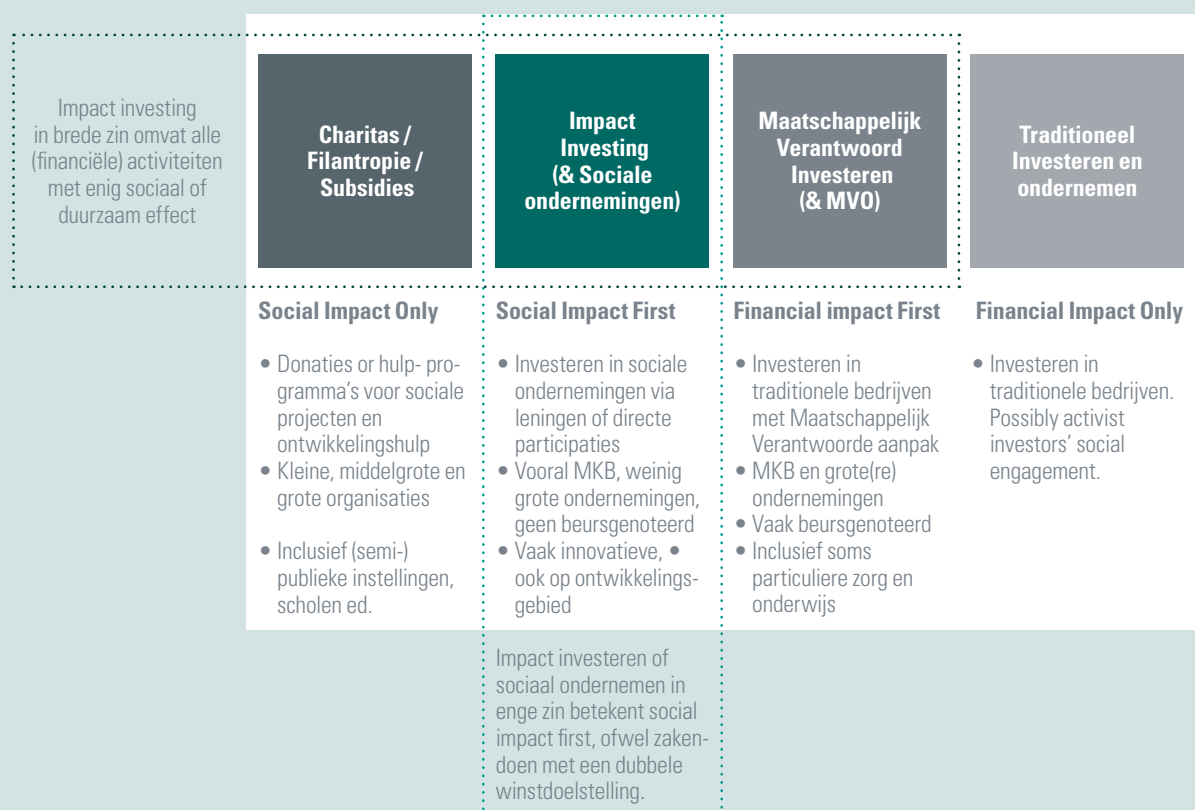 Impact investing
in brede zin omvat alle
(financiële) activiteiten
met enig sociaal of
duurzaam effect
Charitas /
Filantropie /
Subsidies
Impact
Investing
(& Sociale
ondernemingen)
Maatschappelijk
Verantwoord
Investeren
(& MVO)
Traditioneel
Investeren en
ondernemen
Social Impact Only
• Donaties or hulp- pro-
gramma's voor sociale
projecten en
ontwikkelingshulp
• Kleine, middelgrote en
grote organisaties
• Inclusief (semi-)
publieke instellingen,
scholen ed.
Social Impact First
• Investeren in sociale
ondernemingen via
leningen of directe
participaties
• Vooral MKB, weinig
grote ondernemingen,
geen beursgenoteerd
• Vaak innovatieve, •
ook op ontwikkelings-
gebied
Financial impact First
• Investeren in
traditionele bedrijven
met Maatschappelijk
Verantwoorde aanpak
• MKB en grote(re)
ondernemingen
• Vaak beursgenoteerd
• Inclusief soms
particuliere zorg en
onderwijs
Financial Impact Only
• Investeren in
traditionele bedrijven.
Possibly activist
investors' social
engagement.
Impact investeren of
sociaal ondernemen in
enge zin betekent social
impact first, ofwel zaken-
doen met een dubbele
winstdoelstelling.